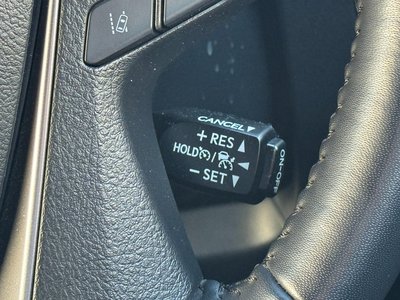 CANCEL
+ RES
HOLD /
- SET
ON-OFF